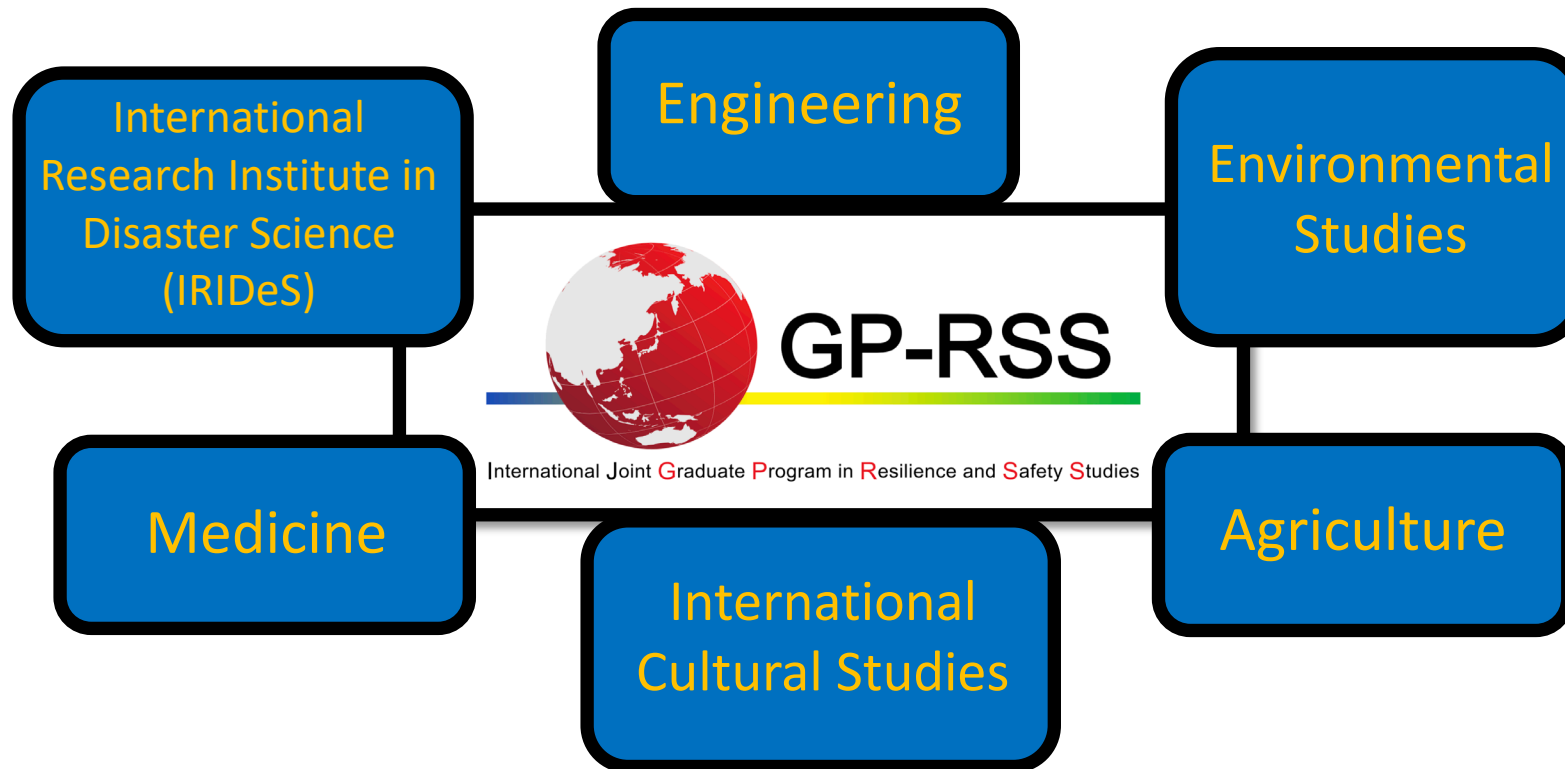 Engineering
International
Research Institute in
Disaster Science
(IRIDeS)
Environmental
Studies
GP-RSS
International Joint Graduate Program in Resilience and Safety Studies
Medicine
Agriculture
International
Cultural Studies